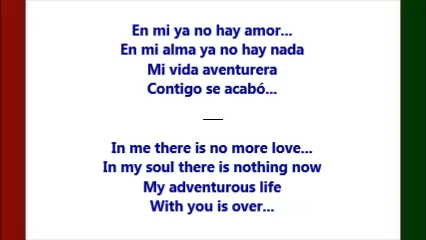 En mi ya no hay amor...
En mi alma ya no hay nada
Mi vida aventurera
Contigo se acabó...
In me there is no more love...
In my soul there is nothing now
My adventurous life
With you is over...